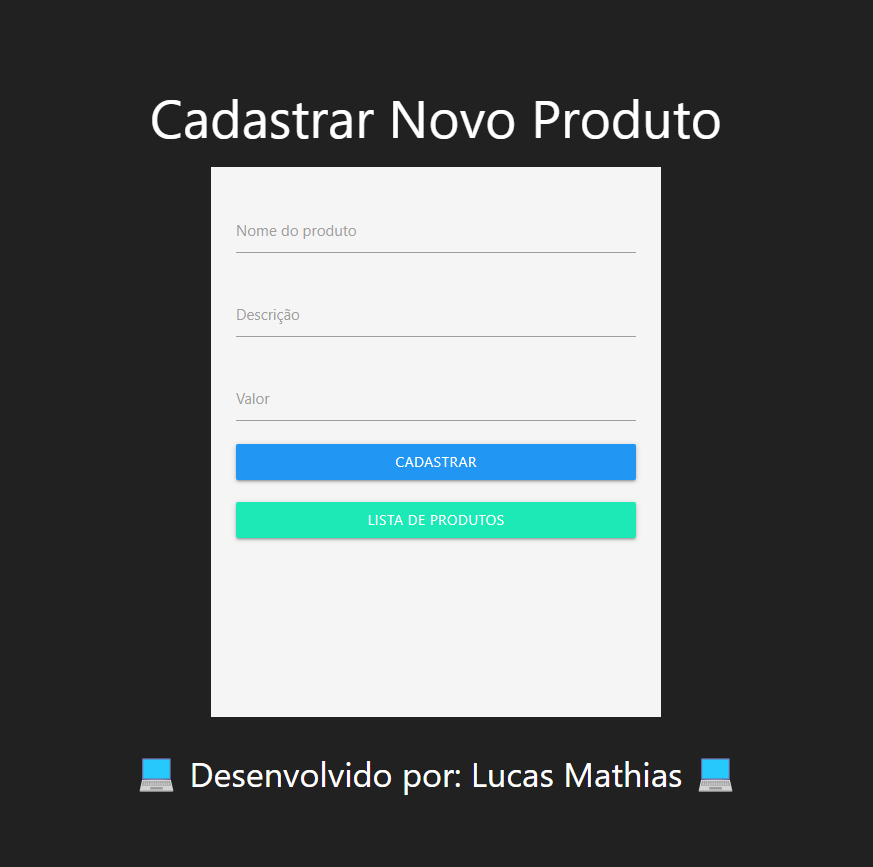 Cadastrar Novo Produto
Nome do produto
Descrição
Valor
CADASTRAR
LISTA DE PRODUTOS
💻 Desenvolvido por: Lucas Mathias 💻